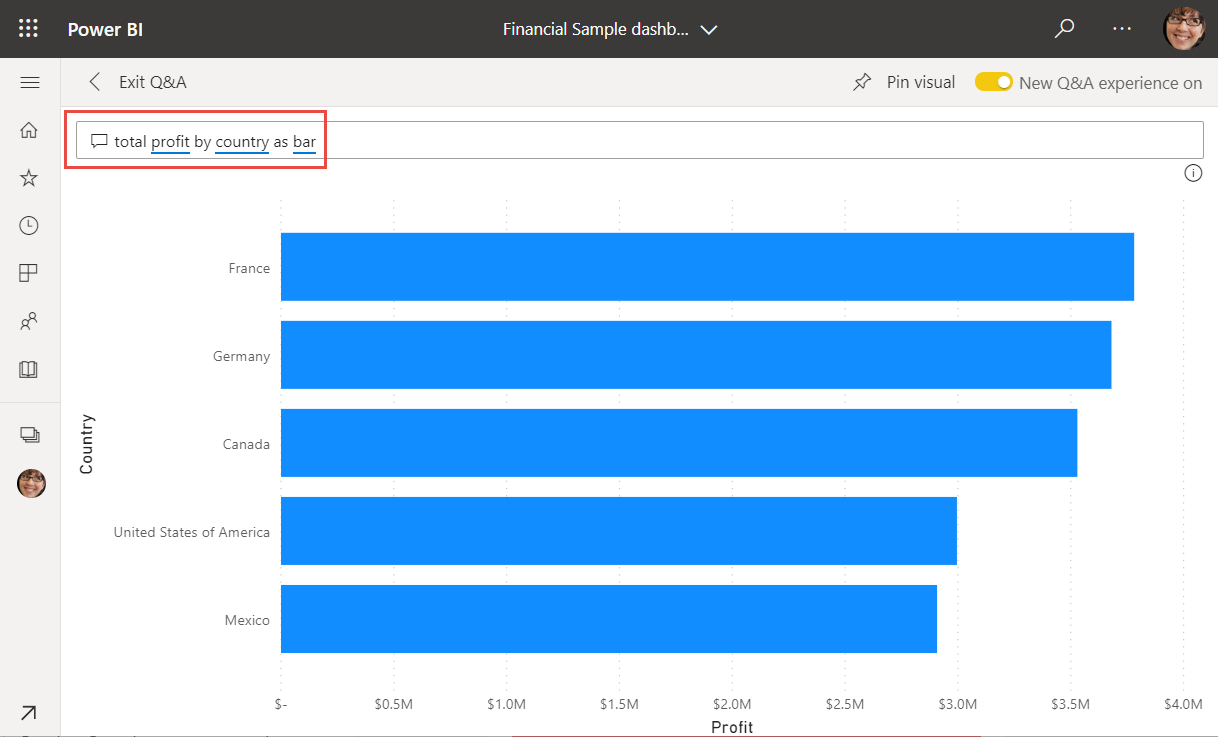 Power BI
Financial Sample dashb...
Exit Q&A
Pin visual
New Q&A experience on
total profit by country as bar
France
Germany
Canada
United States of America
Mexico
Country
$- $0.5M $1.0M $1.5M $2.0M $2.5M $3.0M $3.5M $4.0M
Profit